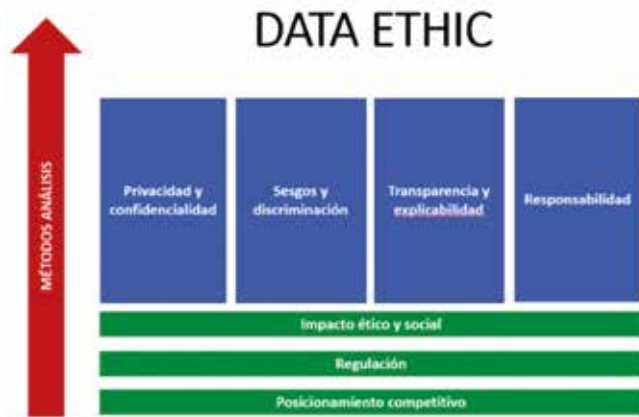 DATA ETHIC
MÉTODOS ANÁLISIS
Privacidad y
confidencialidad
Sesgos y
discriminación
Transparencia y
explicabilidad
Responsabilidad
Impacto ético y social
Regulación
Posicionamiento competitivo